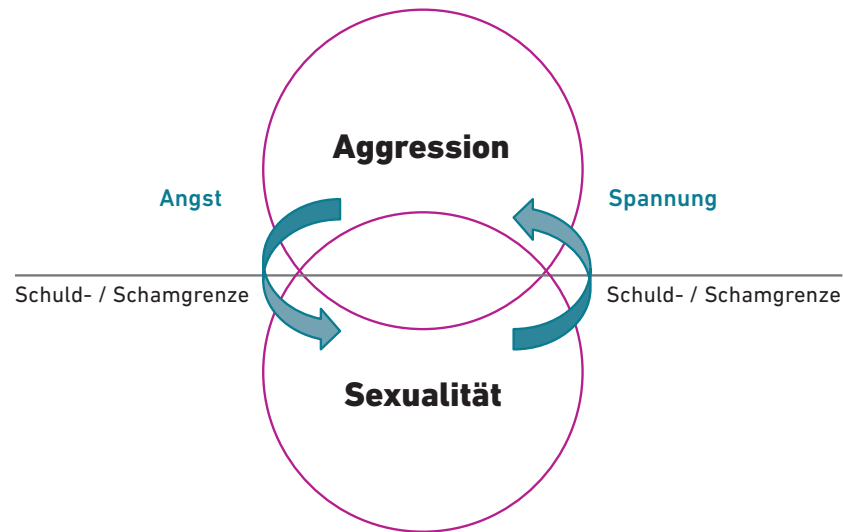 Aggression
Angst
Spannung
Schuld- / Schamgrenze
Schuld- / Schamgrenze
Sexualität